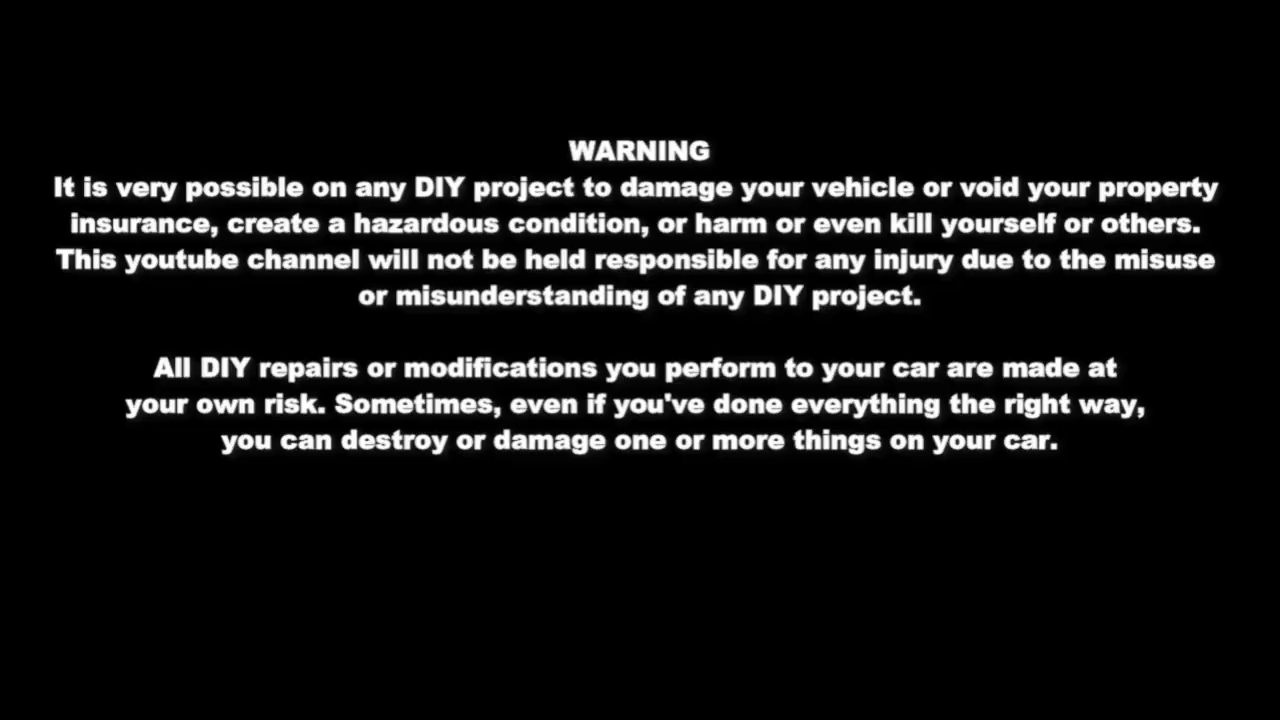 WARNING
It is very possible on any DIY project to damage your vehicle or void your property
insurance, create a hazardous condition, or harm or even kill yourself or others.
This youtube channel will not be held responsible for any injury due to the misuse
or misunderstanding of any DIY project.
All DIY repairs or modifications you perform to your car are made at
your own risk. Sometimes, even if you've done everything the right way,
you can destroy or damage one or more things on your car.